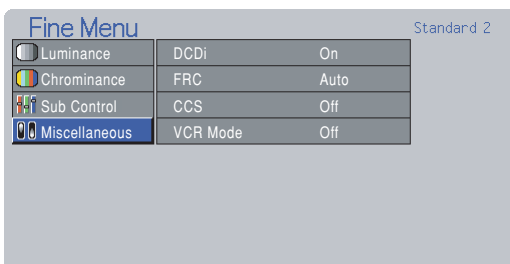 Fine Menu
Standard 2
Luminance
DCDi On
Chrominance
FRC Auto
Sub Control
CCS Off
Miscellaneous
VCR Mode Off